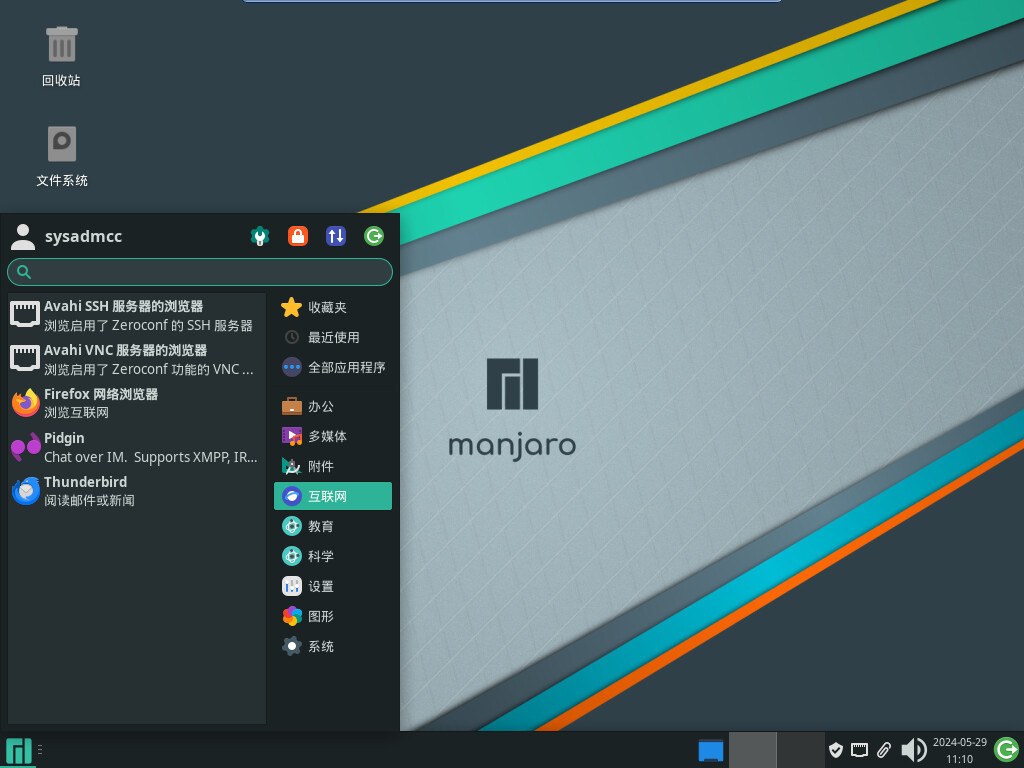 回收站
文件系统
sysadmcc
Avahi SSH 服务器的浏览器
浏览启用了 Zeroconf 的 SSH 服务器
Avahi VNC 服务器的浏览器
浏览启用了 Zeroconf 功能的 VNC ...
Firefox 网络浏览器
浏览互联网
Pidgin
Chat over IM.  Supports XMPP, IR...
Thunderbird
阅读邮件或新闻
收藏夹
最近使用
全部应用程序
办公
多媒体
附件
互联网
教育
科学
设置
图形
系统
manjaro
2024-05-29
11:10